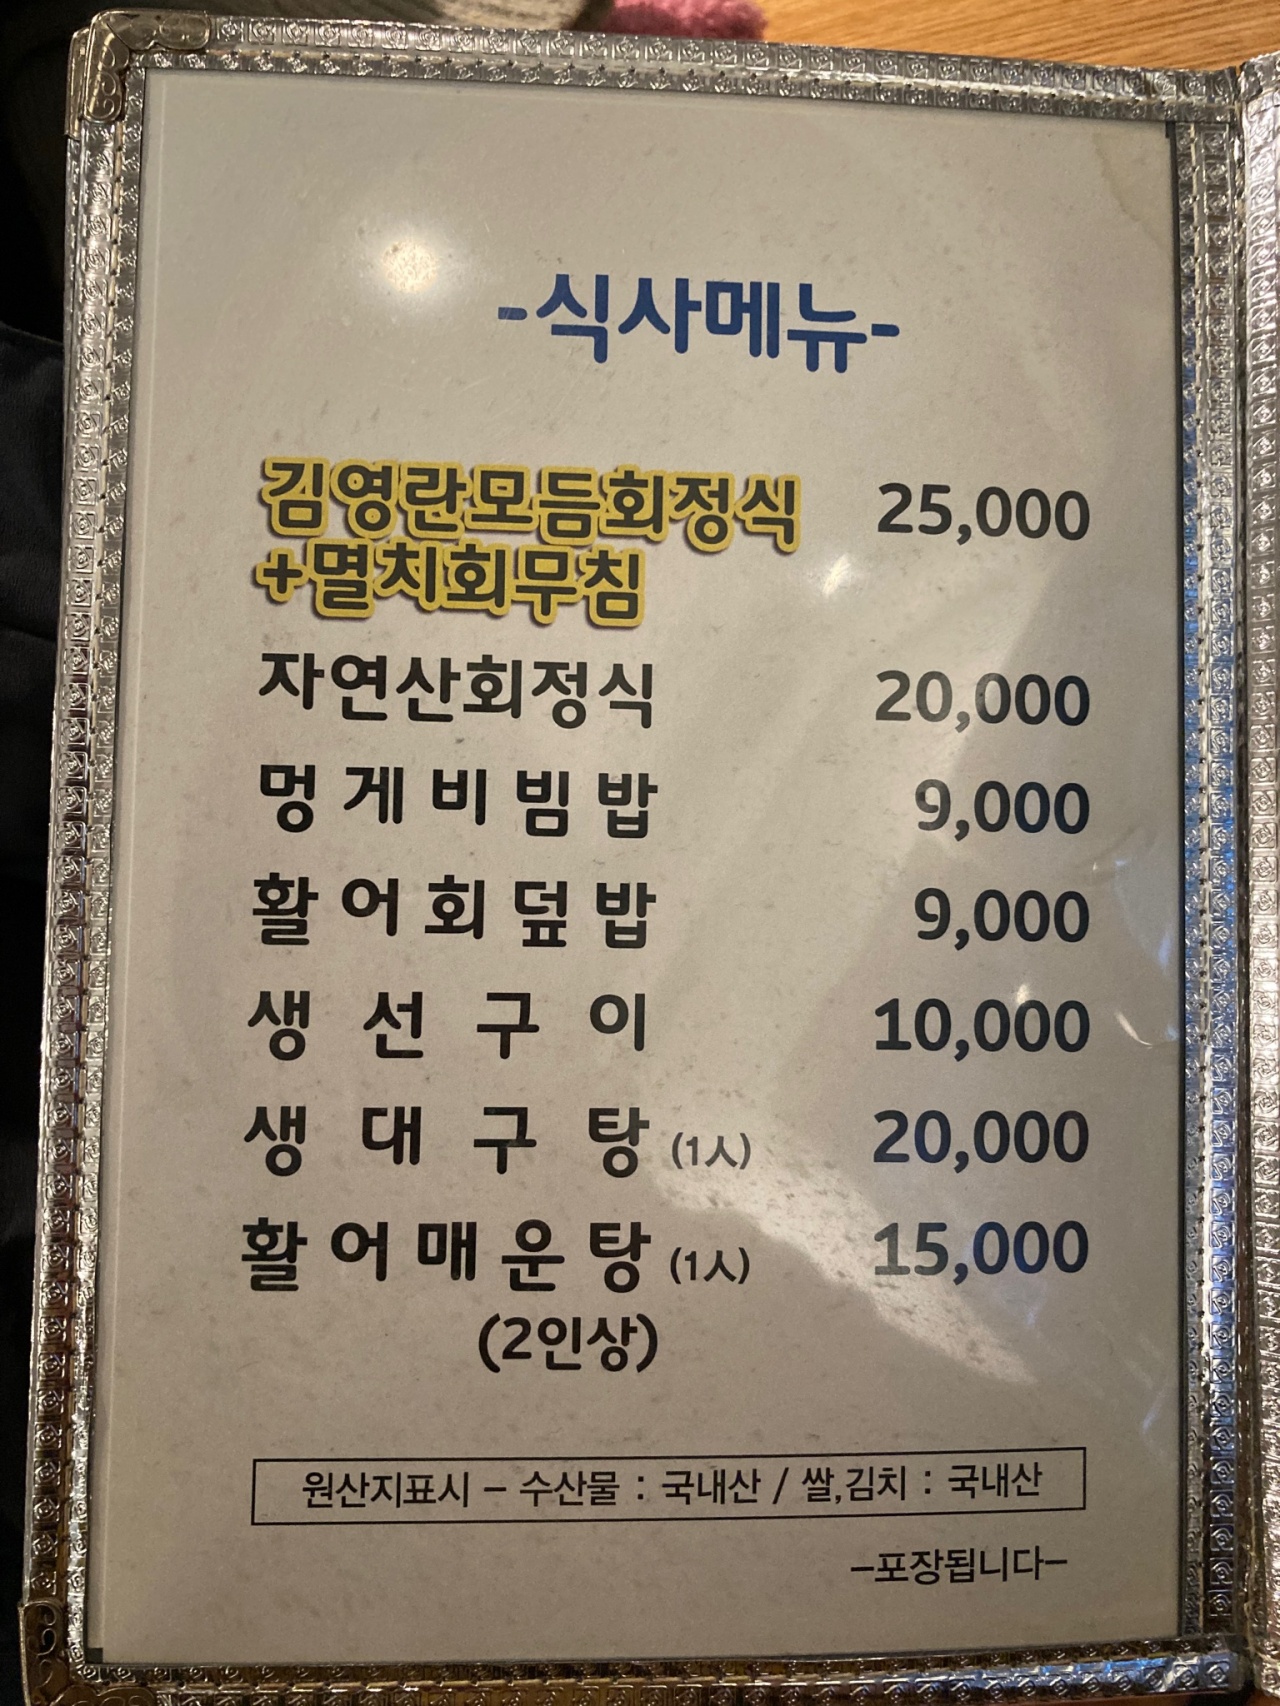 -식사메뉴-
김영란모듬회정식 25,000
+멸치회무침
자연산회정식 20,000
멍게비빔밥 9,000
활어회덮밥 9,000
생선구이 10,000
생대구탕 (1人) 20,000
활어매운탕 (1人) 15,000
(2인상)
원산지표시 – 수산물 : 국내산 / 쌀,김치 : 국내산
–포장됩니다–